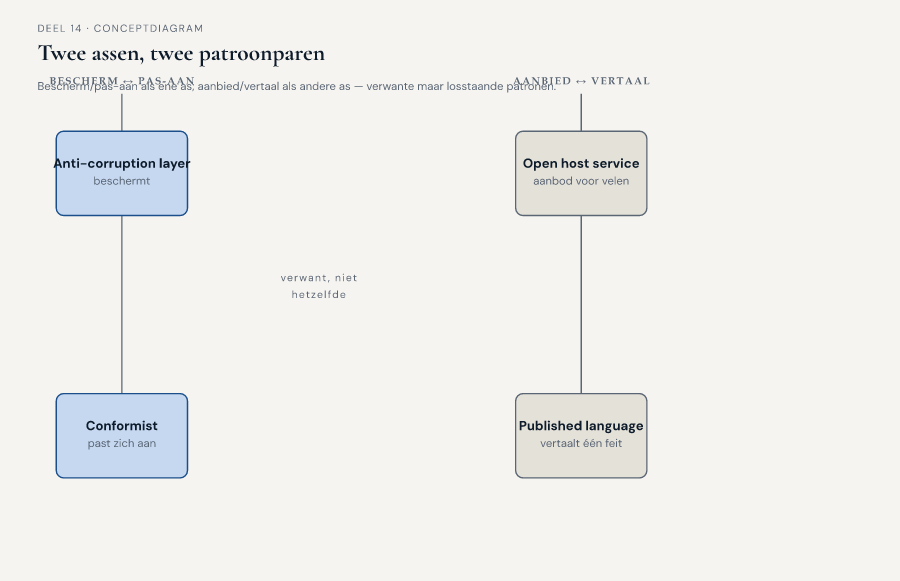 DEEL 14 · CONCEPTDIAGRAM
Twee assen, twee patroonparen
BESCHERM ↔ PAS-AAN
AANBIED ↔ VERTAAL
Bescherm/pas-aan als ene as; aanbied/vertaal als andere as — verwante maar losstaande patronen.
Anti-corruption layer
beschermt
Open host service
aanbod voor velen
verwant, niet
hetzelfde
Conformist
past zich aan
Published language
vertaalt één feit